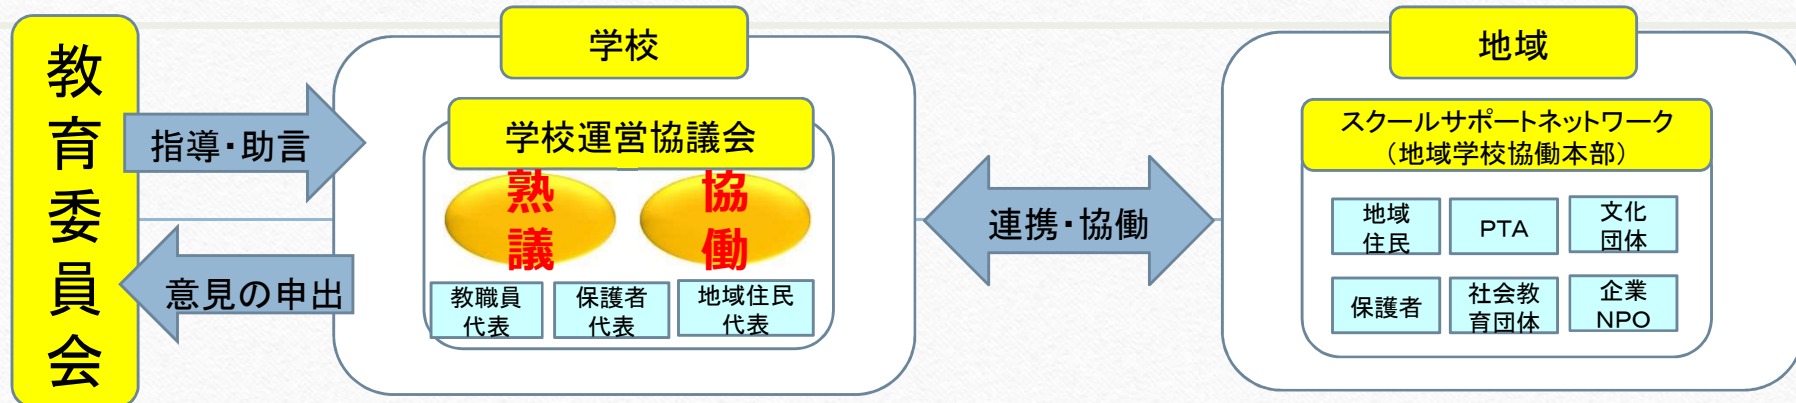 教育委員会
指導・助言
意見の申出
学校
学校運営協議会
熟議
協働
教職員
代表
保護者
代表
地域住民
代表
連携・協働
地域
スクールサポートネットワーク
（地域学校協働本部）
地域
住民
PTA
文化
団体
保護者
社会教
育団体
企業
NPO